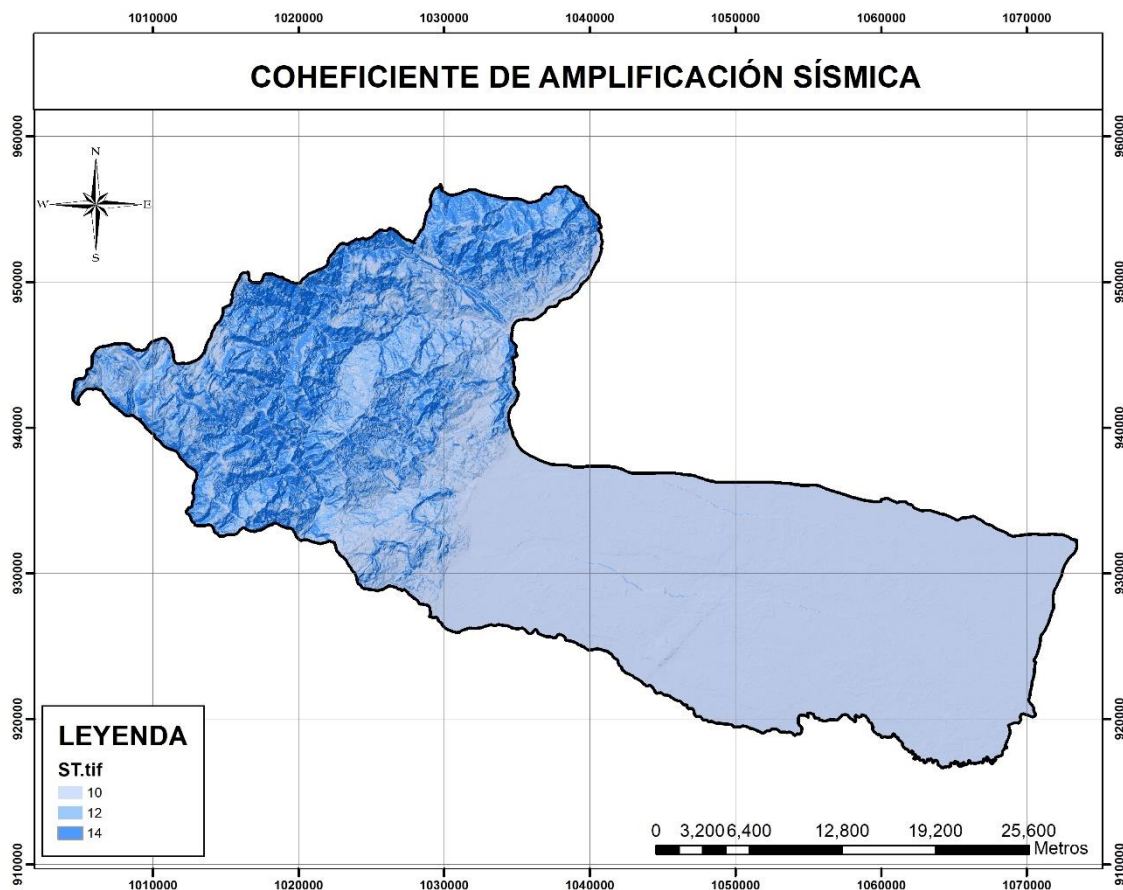 1010000 1020000 1030000 1040000 1050000 1060000 1070000
COHEFICIENTE DE AMPLIFICACIÓN SÍSMICA
960000 960000
N
W E
S
950000 950000
940000 940000
930000 930000
920000 920000
LEYENDA
ST.tif
10
12
14
0 3,200 6,400 12,800 19,200 25,600
Metros
910000 910000
1010000 1020000 1030000 1040000 1050000 1060000 1070000